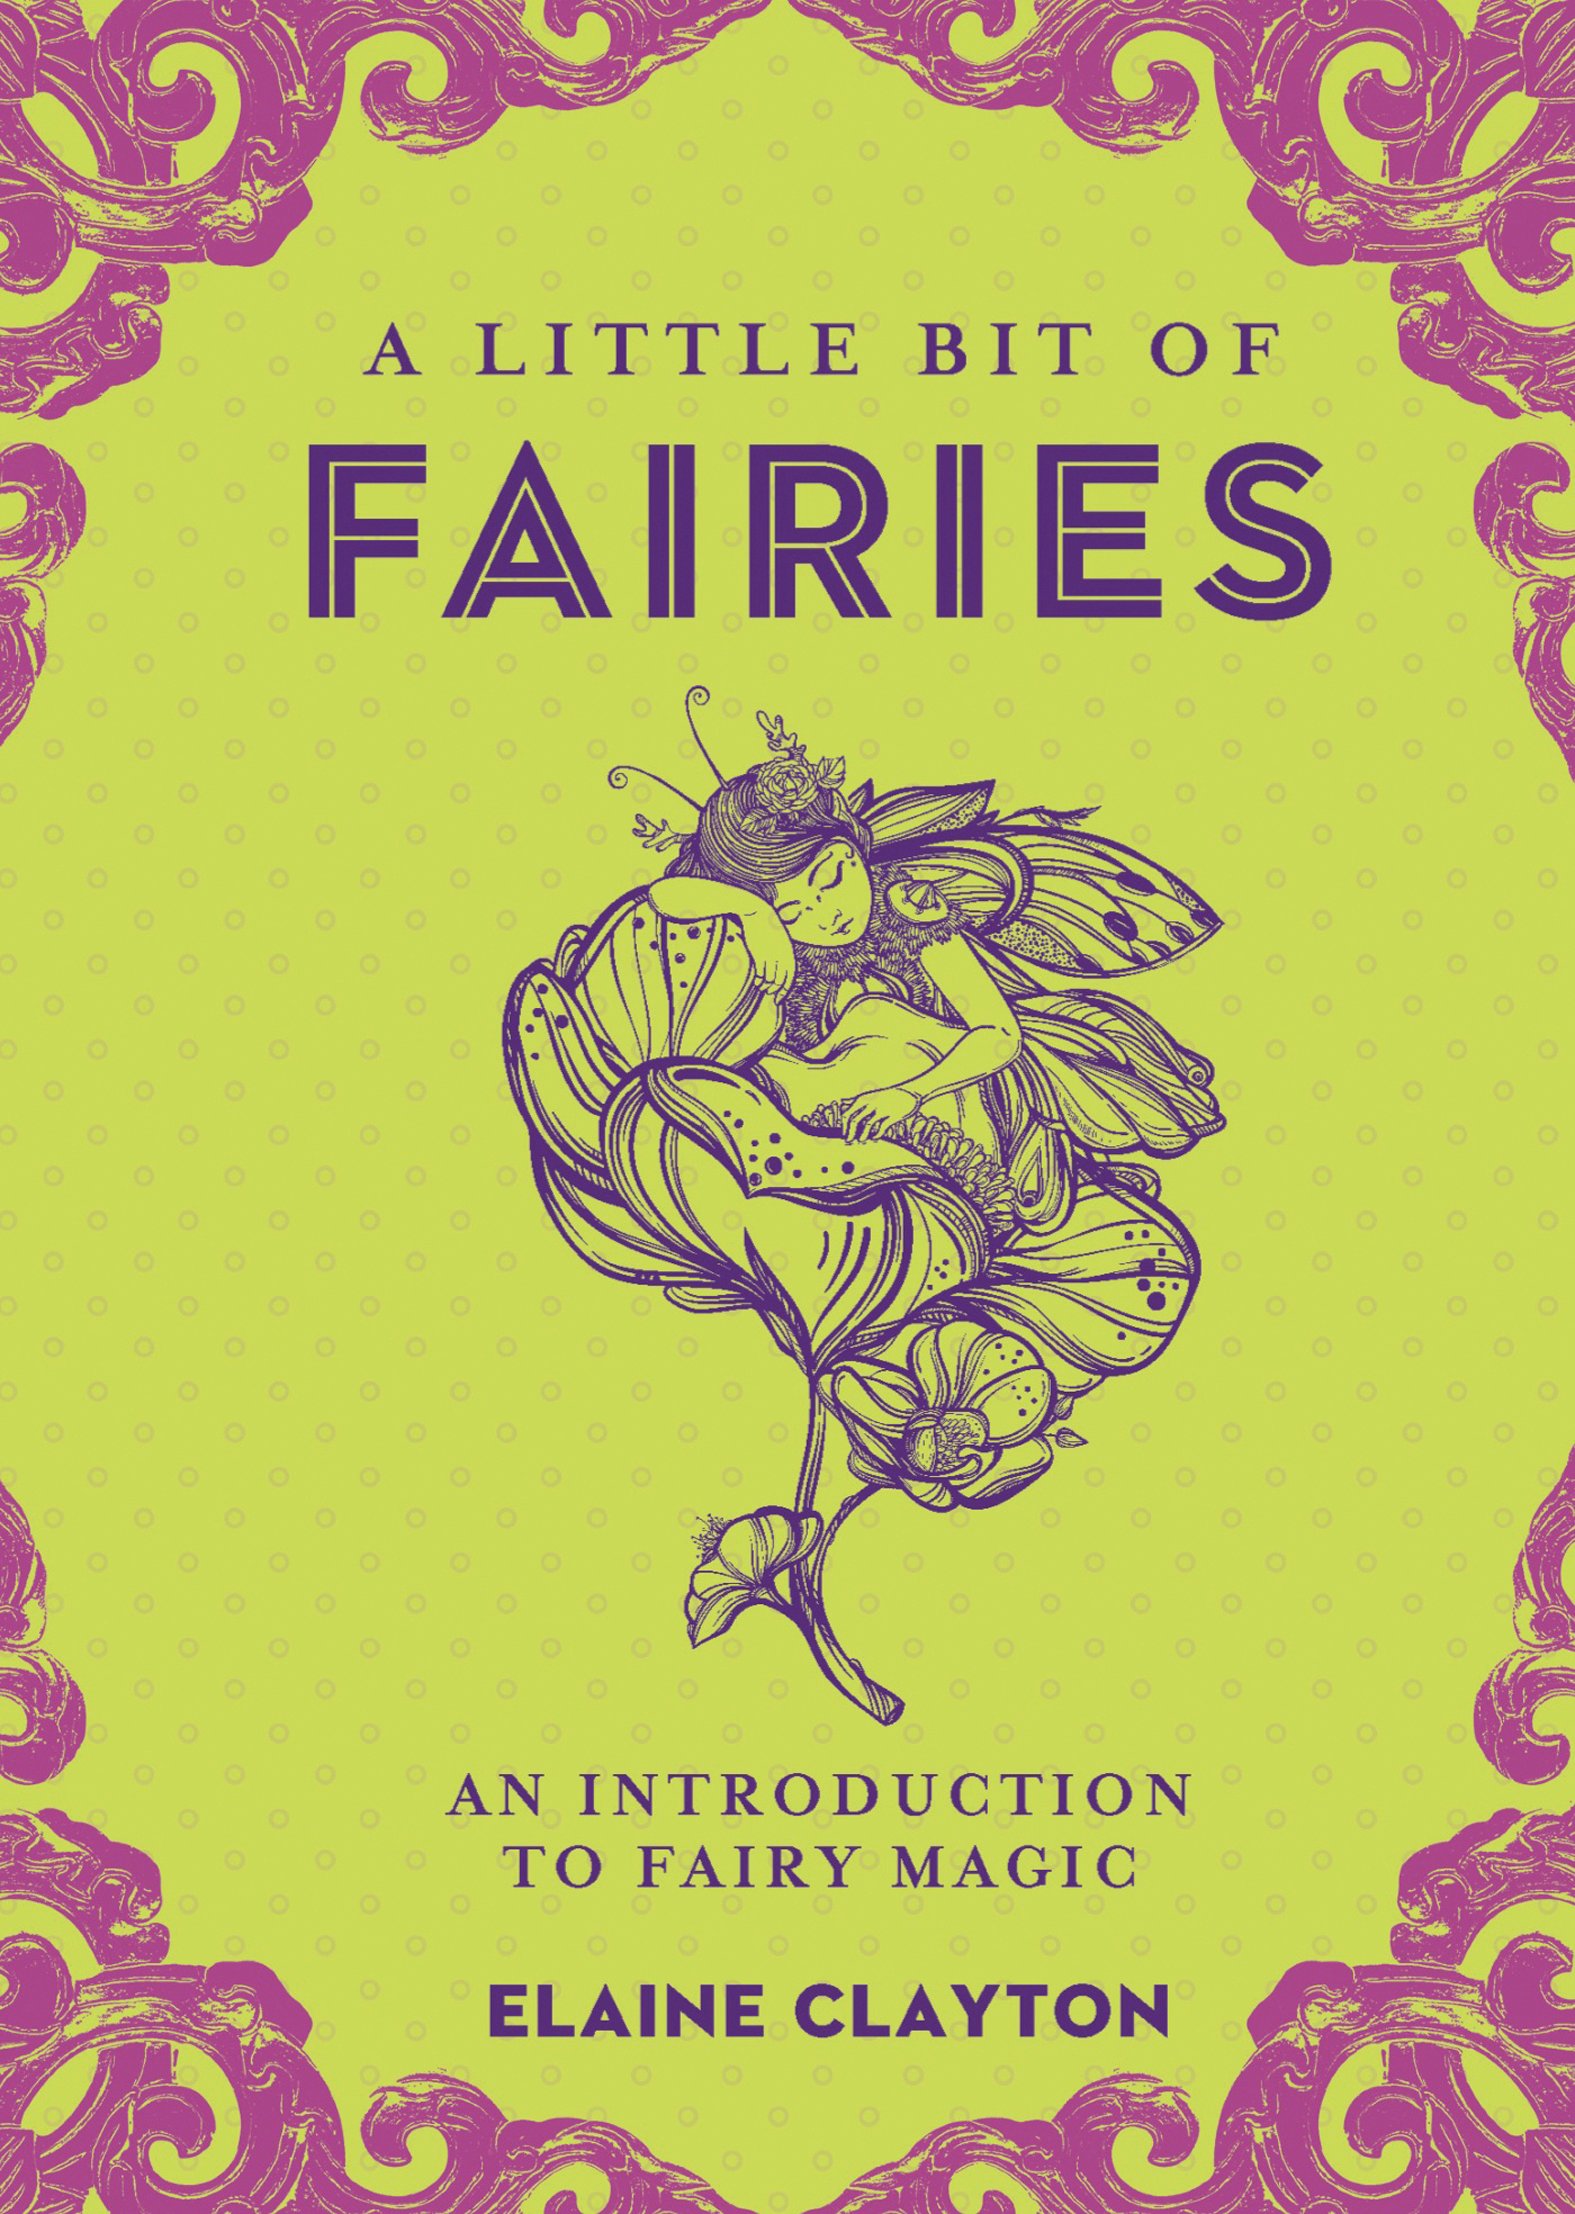 A LITTLE BIT OF
FAIRIES
AN INTRODUCTION
TO FAIRY MAGIC
ELAINE CLAYTON